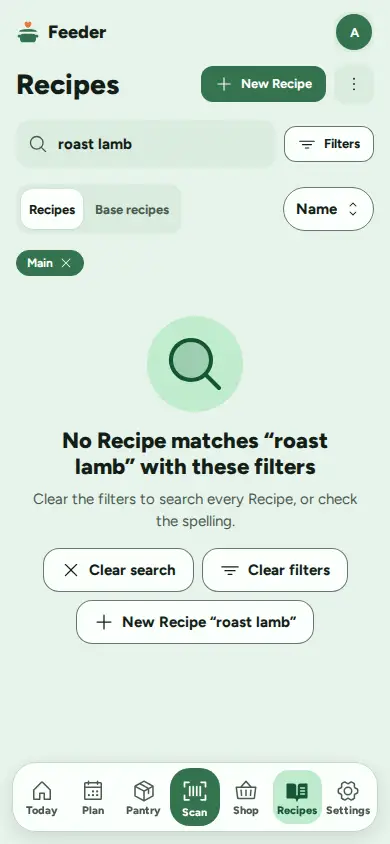 Feeder
A
Recipes
New Recipe
roast lamb
Filters
Recipes
Base recipes
Name
Main
No Recipe matches “roast
lamb” with these filters
Clear the filters to search every Recipe, or check
the spelling.
Clear search
Clear filters
New Recipe “roast lamb”
Today
Plan
Pantry
Scan
Shop
Recipes
Settings